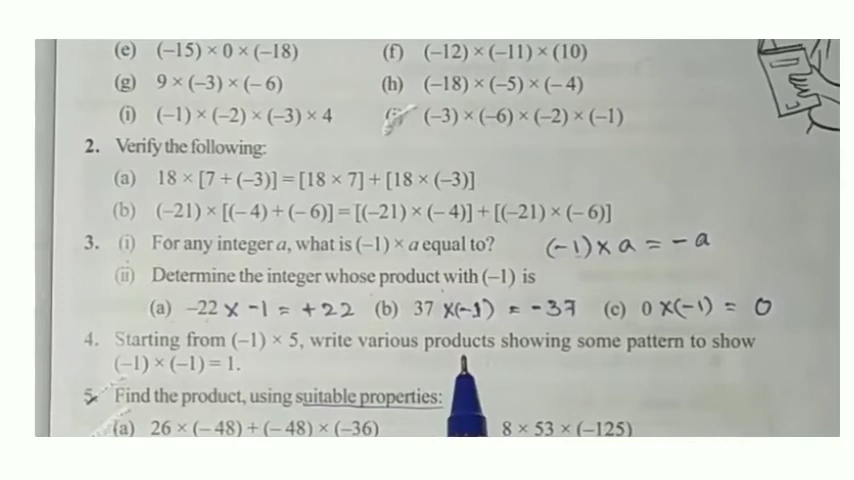 (e) (–15) × 0 × (–18) (f) (–12) × (–11) × (10)
(g) 9 × (–3) × (– 6) (h) (–18) × (–5) × (– 4)
(i) (–1) × (–2) × (–3) × 4 (–3) × (–6) × (–2) × (–1)
2. Verify the following:
(a) 18 × [7 + (–3)] = [18 × 7] + [18 × (–3)]
(b) (–21) × [(– 4) + (– 6)] = [(–21) × (– 4)] + [(–21) × (– 6)]
3. (i) For any integer a, what is (–1) × a equal to? (-1) × a = - a
(ii) Determine the integer whose product with (–1) is
(a) –22 × -1 = +22 (b) 37 ×(-1) = -37 (c) 0 ×(-1) = 0
4. Starting from (–1) × 5, write various products showing some pattern to show
(–1) × (–1) = 1.
5. Find the product, using suitable properties:
(a) 26 × (– 48) + (– 48) × (–36) 8 × 53 × (–125)